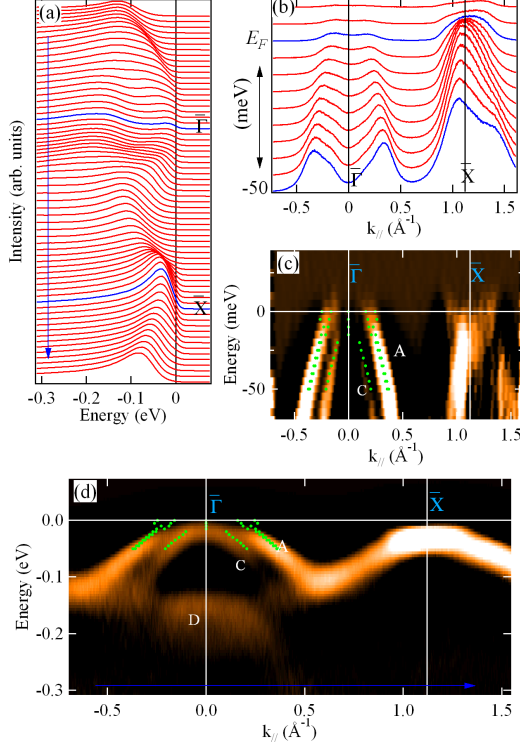 (a)
Intensity (arb. units)
Γ̅
X̅
-0.3 -0.2 -0.1 0
Energy (eV)
(b)
E_F
(meV)
-50
Γ̅
X̅
-0.5 0 0.5 1.0 1.5
k_// (Å⁻¹)
(c)
Γ̅
X̅
Energy (meV)
0
-50
A
C
-0.5 0 0.5 1.0 1.5
k_// (Å⁻¹)
(d)
Γ̅
X̅
Energy (eV)
0.0
-0.1
-0.2
-0.3
A
C
D
-0.5 0.0 0.5 1.0 1.5
k_// (Å⁻¹)